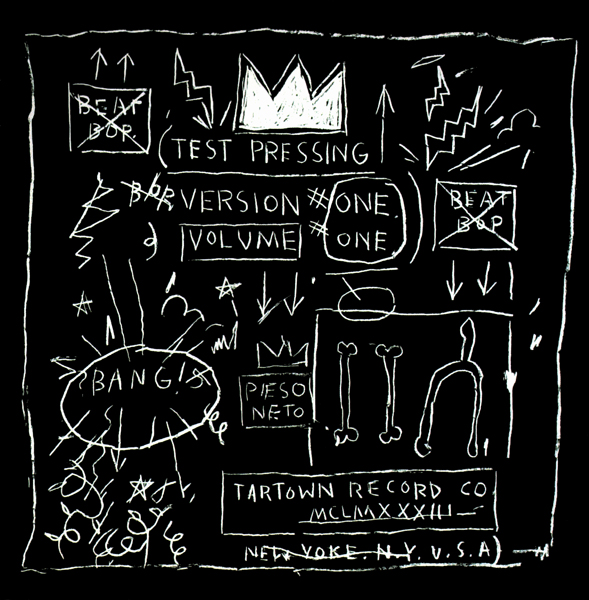 BEAT
BOP.
TEST PRESSING
BOP VERSION # ONE.
VOLUME # ONE
BEAT
BOP
BANG!
PIESO
NETO
TARTOWN RECORD CO
MCLMXXXIII
NEW YOKE. N.Y. U.S.A)